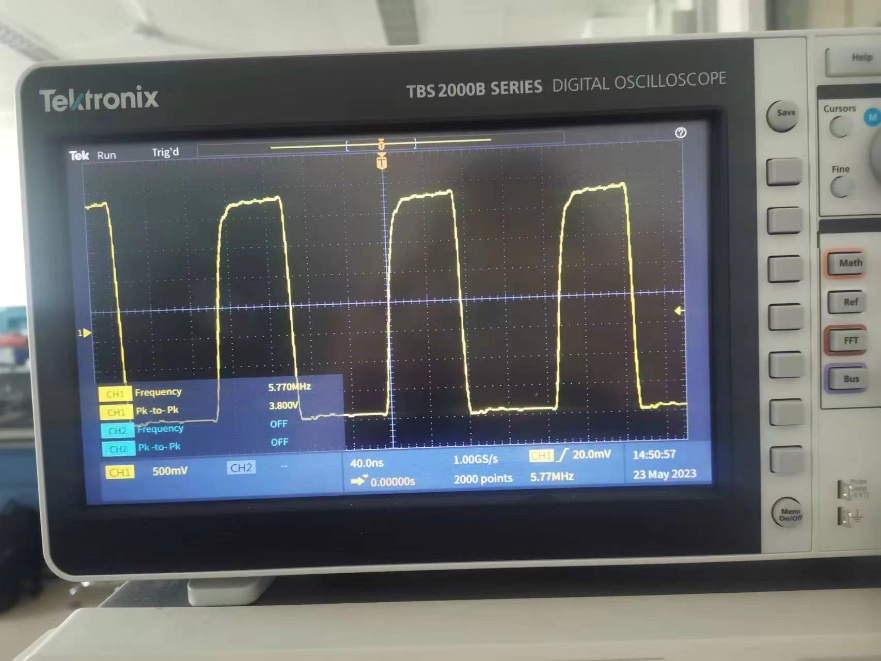 Tektronix
TBS 2000B SERIES DIGITAL OSCILLOSCOPE
Help
Save
Cursors
M
Fine
Math
Ref
FFT
Bus
Menu On/Off
Tek Run Trig'd
T
?
1
CH1 Frequency 5.770MHz
CH1 Pk-to-Pk 3.800V
CH2 Frequency OFF
CH2 Pk-to-Pk OFF
CH1 500mV CH2 --
40.0ns 1.00GS/s CH1 20.0mV 14:50:57
0.00000s 2000 points 5.77MHz 23 May 2023